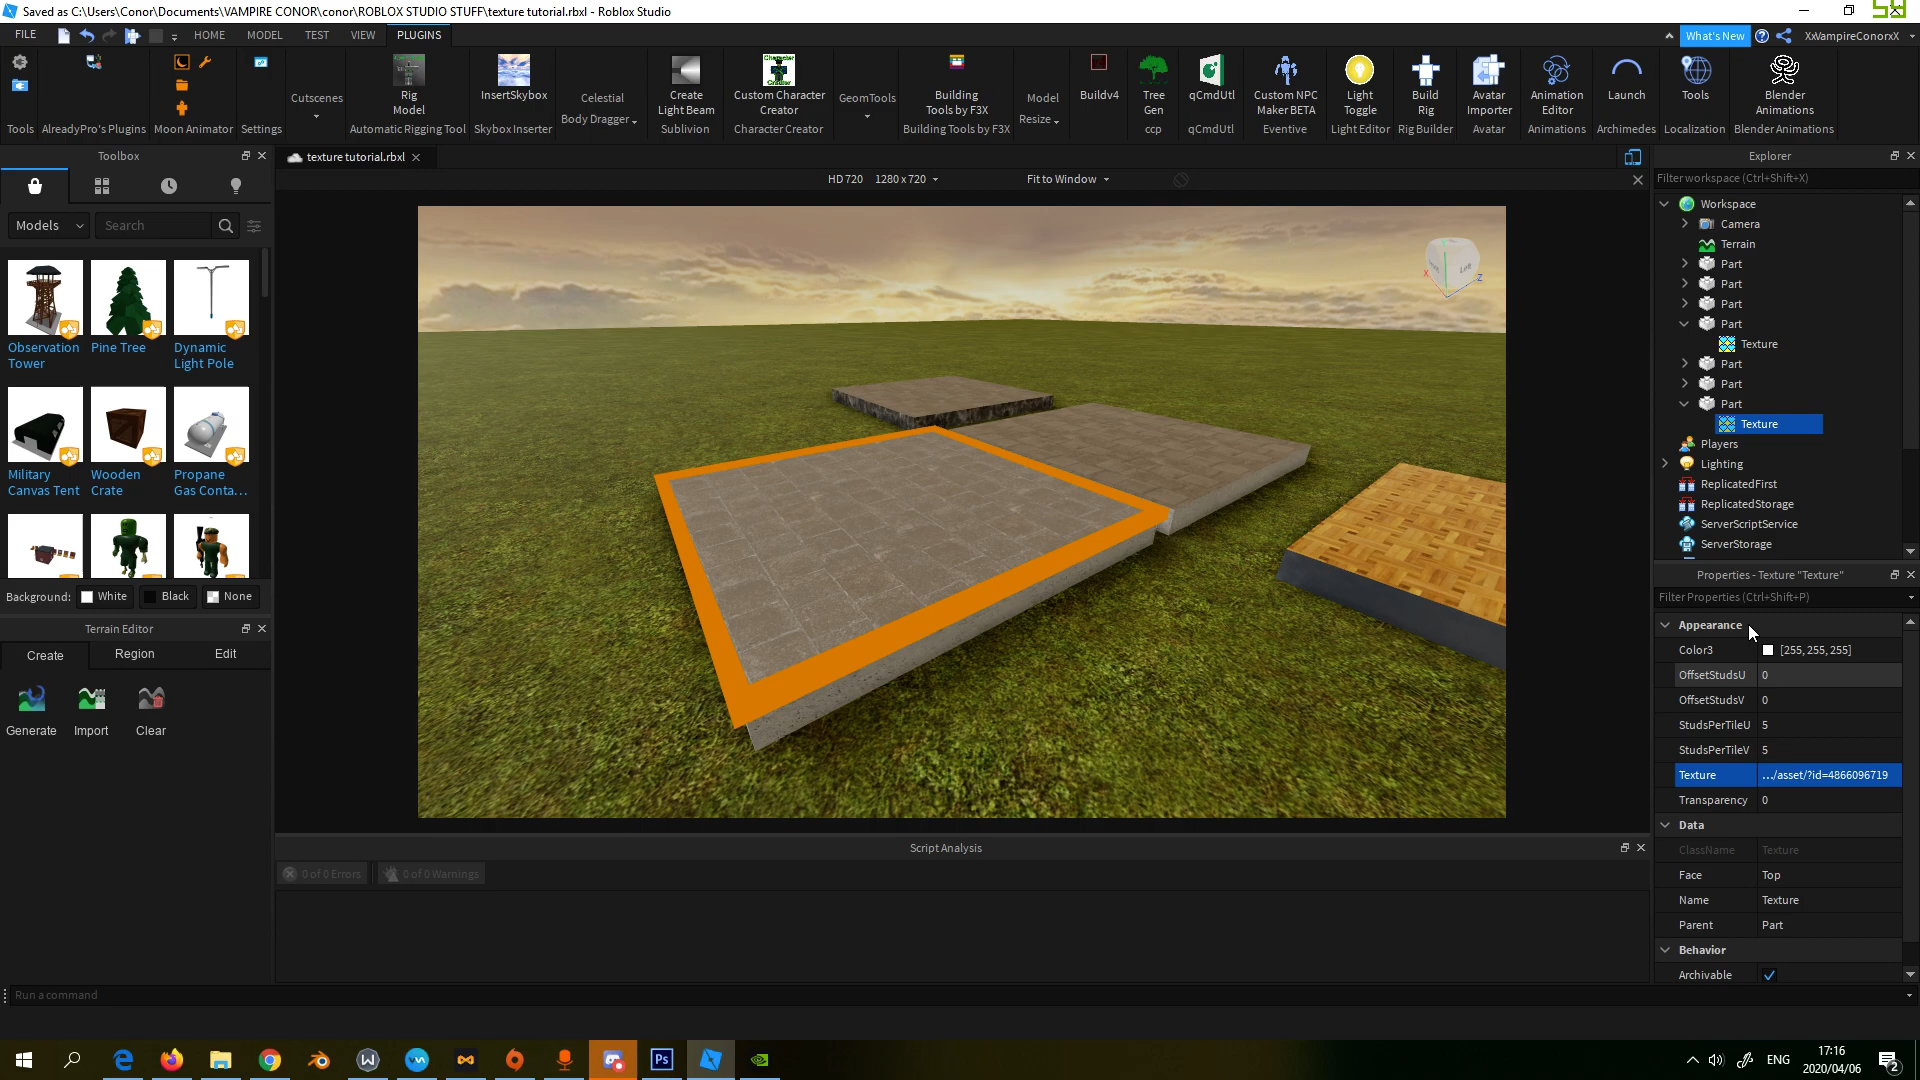 Saved as C:\Users\Conor\Documents\VAMPIRE CONOR\conor\ROBLOX STUDIO STUFF\texture tutorial.rbxl - Roblox Studio
FILE HOME MODEL TEST VIEW PLUGINS What's New XxVampireConorxX
Tools
AlreadyPro's Plugins
Moon Animator
Settings
Cutscenes
Rig Model
Automatic Rigging Tool
InsertSkybox
Skybox Inserter
Celestial
Body Dragger
Create Light Beam
Sublivion
Custom Character Creator
Character Creator
GeomTools
Building Tools by F3X
Building Tools by F3X
Model
Resize
Buildv4
Tree Gen
ccp
qCmdUtl
qCmdUtl
Custom NPC Maker BETA
Eventive
Light Toggle
Light Editor
Build Rig
Rig Builder
Avatar Importer
Avatar
Animation Editor
Animations
Launch
Archimedes
Tools
Localization
Blender Animations
Blender Animations
Toolbox
Models
Search
Observation Tower
Pine Tree
Dynamic Light Pole
Military Canvas Tent
Wooden Crate
Propane Gas Conta...
Background: White Black None
Terrain Editor
Create Region Edit
Generate Import Clear
texture tutorial.rbxl
HD 720 1280 x 720 Fit to Window
Left
X
Z
Script Analysis
0 of 0 Errors 0 of 0 Warnings
Explorer
Filter workspace (Ctrl+Shift+X)
Workspace
Camera
Terrain
Part
Part
Part
Part
Texture
Part
Part
Part
Texture
Players
Lighting
ReplicatedFirst
ReplicatedStorage
ServerScriptService
ServerStorage
Properties - Texture "Texture"
Filter Properties (Ctrl+Shift+P)
Appearance
Color3 [255, 255, 255]
OffsetStudsU 0
OffsetStudsV 0
StudsPerTileU 5
StudsPerTileV 5
Texture .../asset/?id=4866096719
Transparency 0
Data
ClassName Texture
Face Top
Name Texture
Parent Part
Behavior
Archivable
Run a command
Ps
ENG
17:16
2020/04/06
2